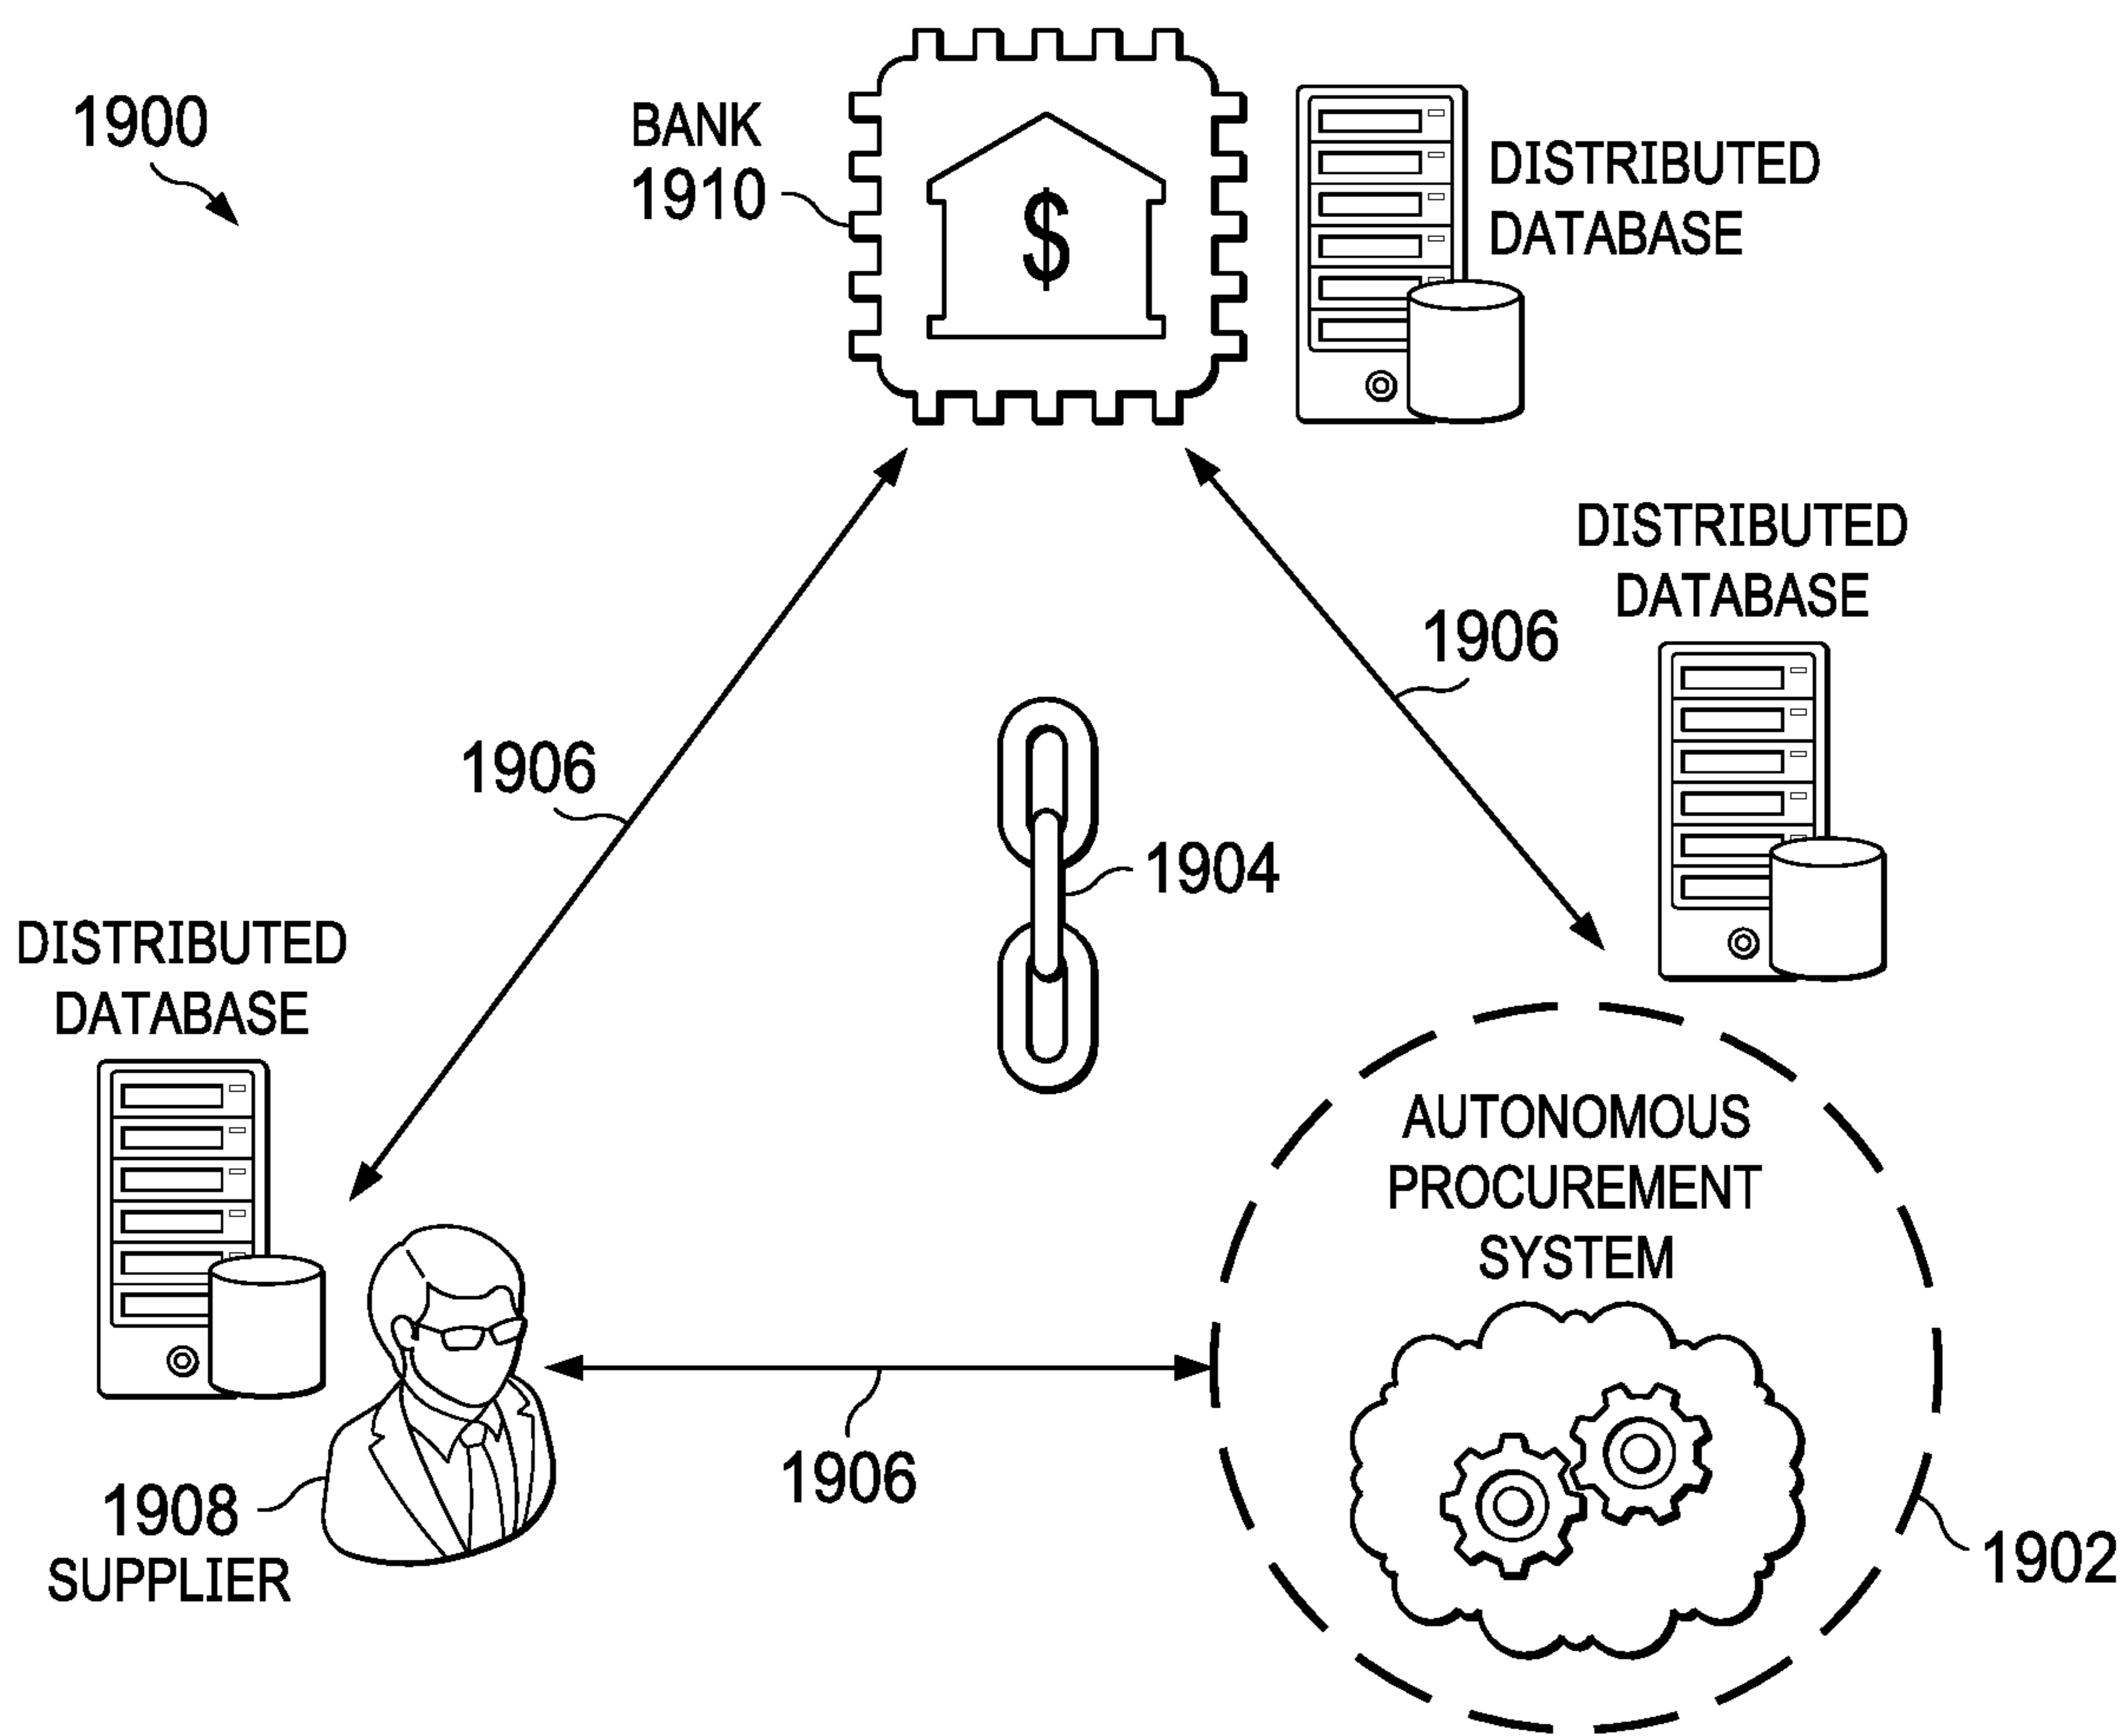 1900
BANK
1910
$
DISTRIBUTED
DATABASE
DISTRIBUTED
DATABASE
1906
1906
1904
DISTRIBUTED
DATABASE
AUTONOMOUS
PROCUREMENT
SYSTEM
1906
1908
SUPPLIER
1902